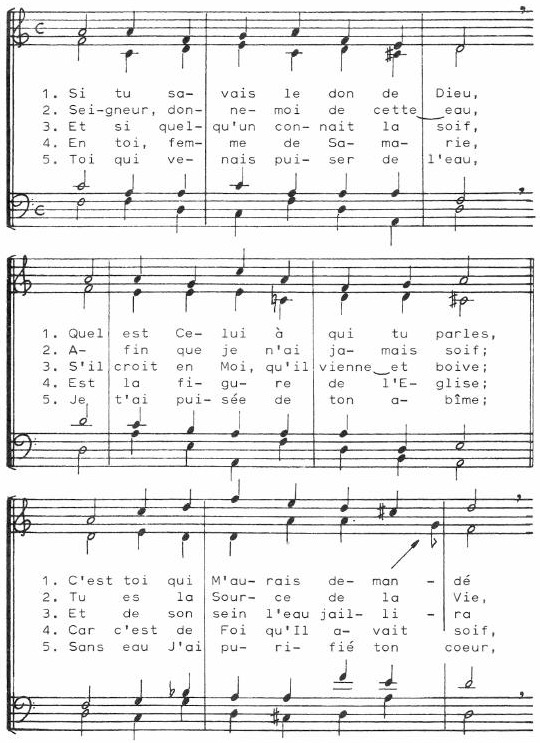 1. Si tu sa- vais le don de Dieu,
2. Sei-gneur, don- ne- moi de cette eau,
3. Et si quel- qu'un con- nait la soif,
4. En toi, fem- me de Sa- ma- rie,
5. Toi qui ve- nais pui- ser de l'eau,
1. Quel est Ce- lui à qui tu parles,
2. A- fin que je n'ai ja- mais soif;
3. S'il croit en Moi, qu'il vienne et boive;
4. Est la fi- gu- re de l'E- glise;
5. Je t'ai pui- sée de ton a- bîme;
1. C'est toi qui M'au- rais de- man - dé
2. Tu es la Sour- ce de la Vie,
3. Et de son sein l'eau jail- li - ra
4. Car c'est de Foi qu'Il a- vait soif,
5. Sans eau J'ai pu- ri- fié ton coeur,